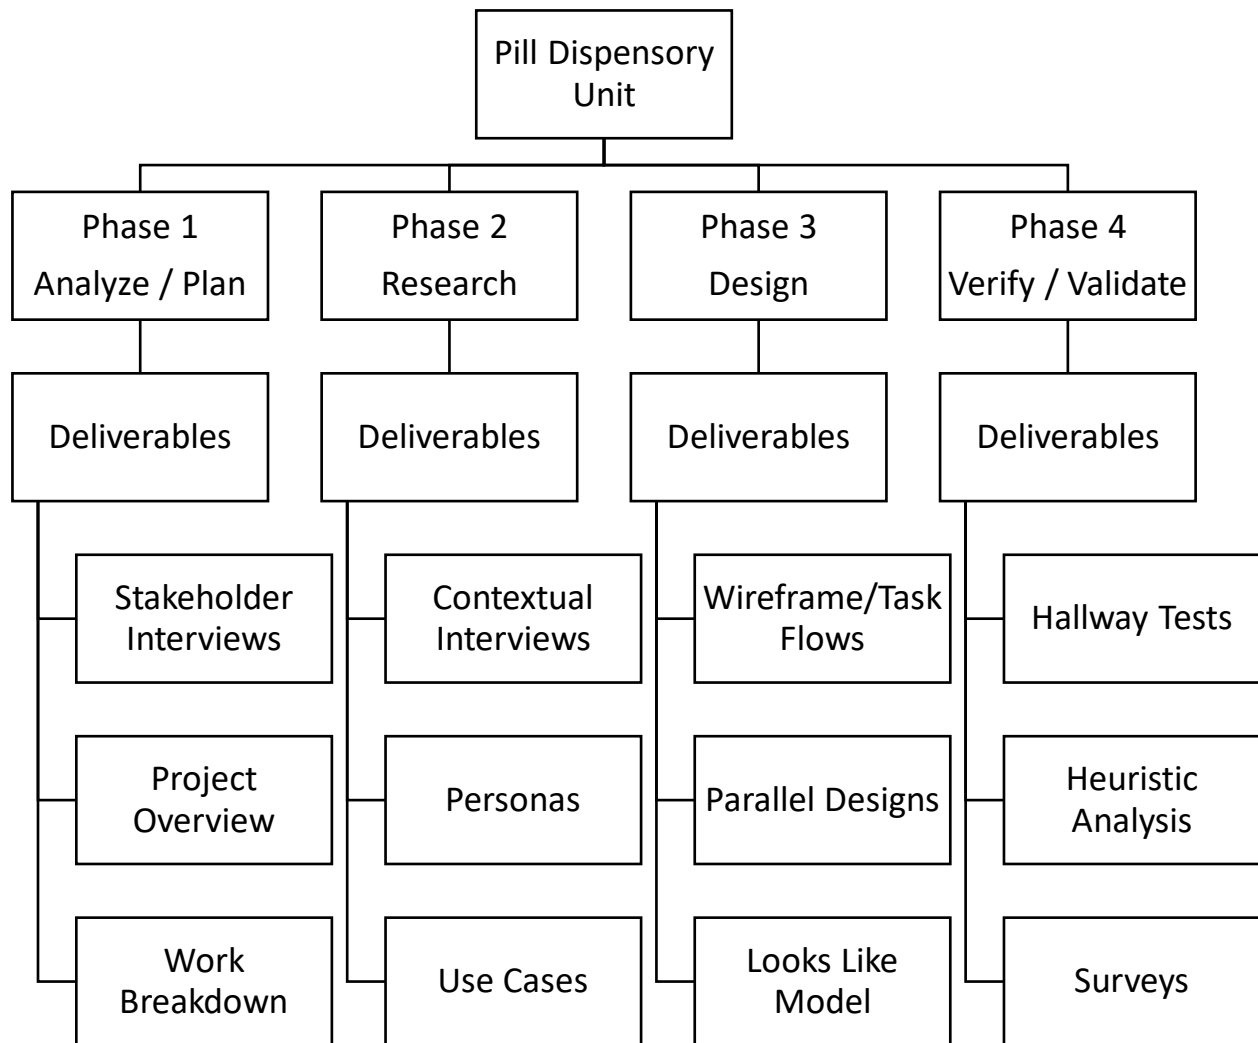 Pill Dispensory
Unit
Phase 1
Analyze / Plan
Phase 2
Research
Phase 3
Design
Phase 4
Verify / Validate
Deliverables
Deliverables
Deliverables
Deliverables
Stakeholder
Interviews
Contextual
Interviews
Wireframe/Task
Flows
Hallway Tests
Project
Overview
Personas
Parallel Designs
Heuristic
Analysis
Work
Breakdown
Use Cases
Looks Like
Model
Surveys